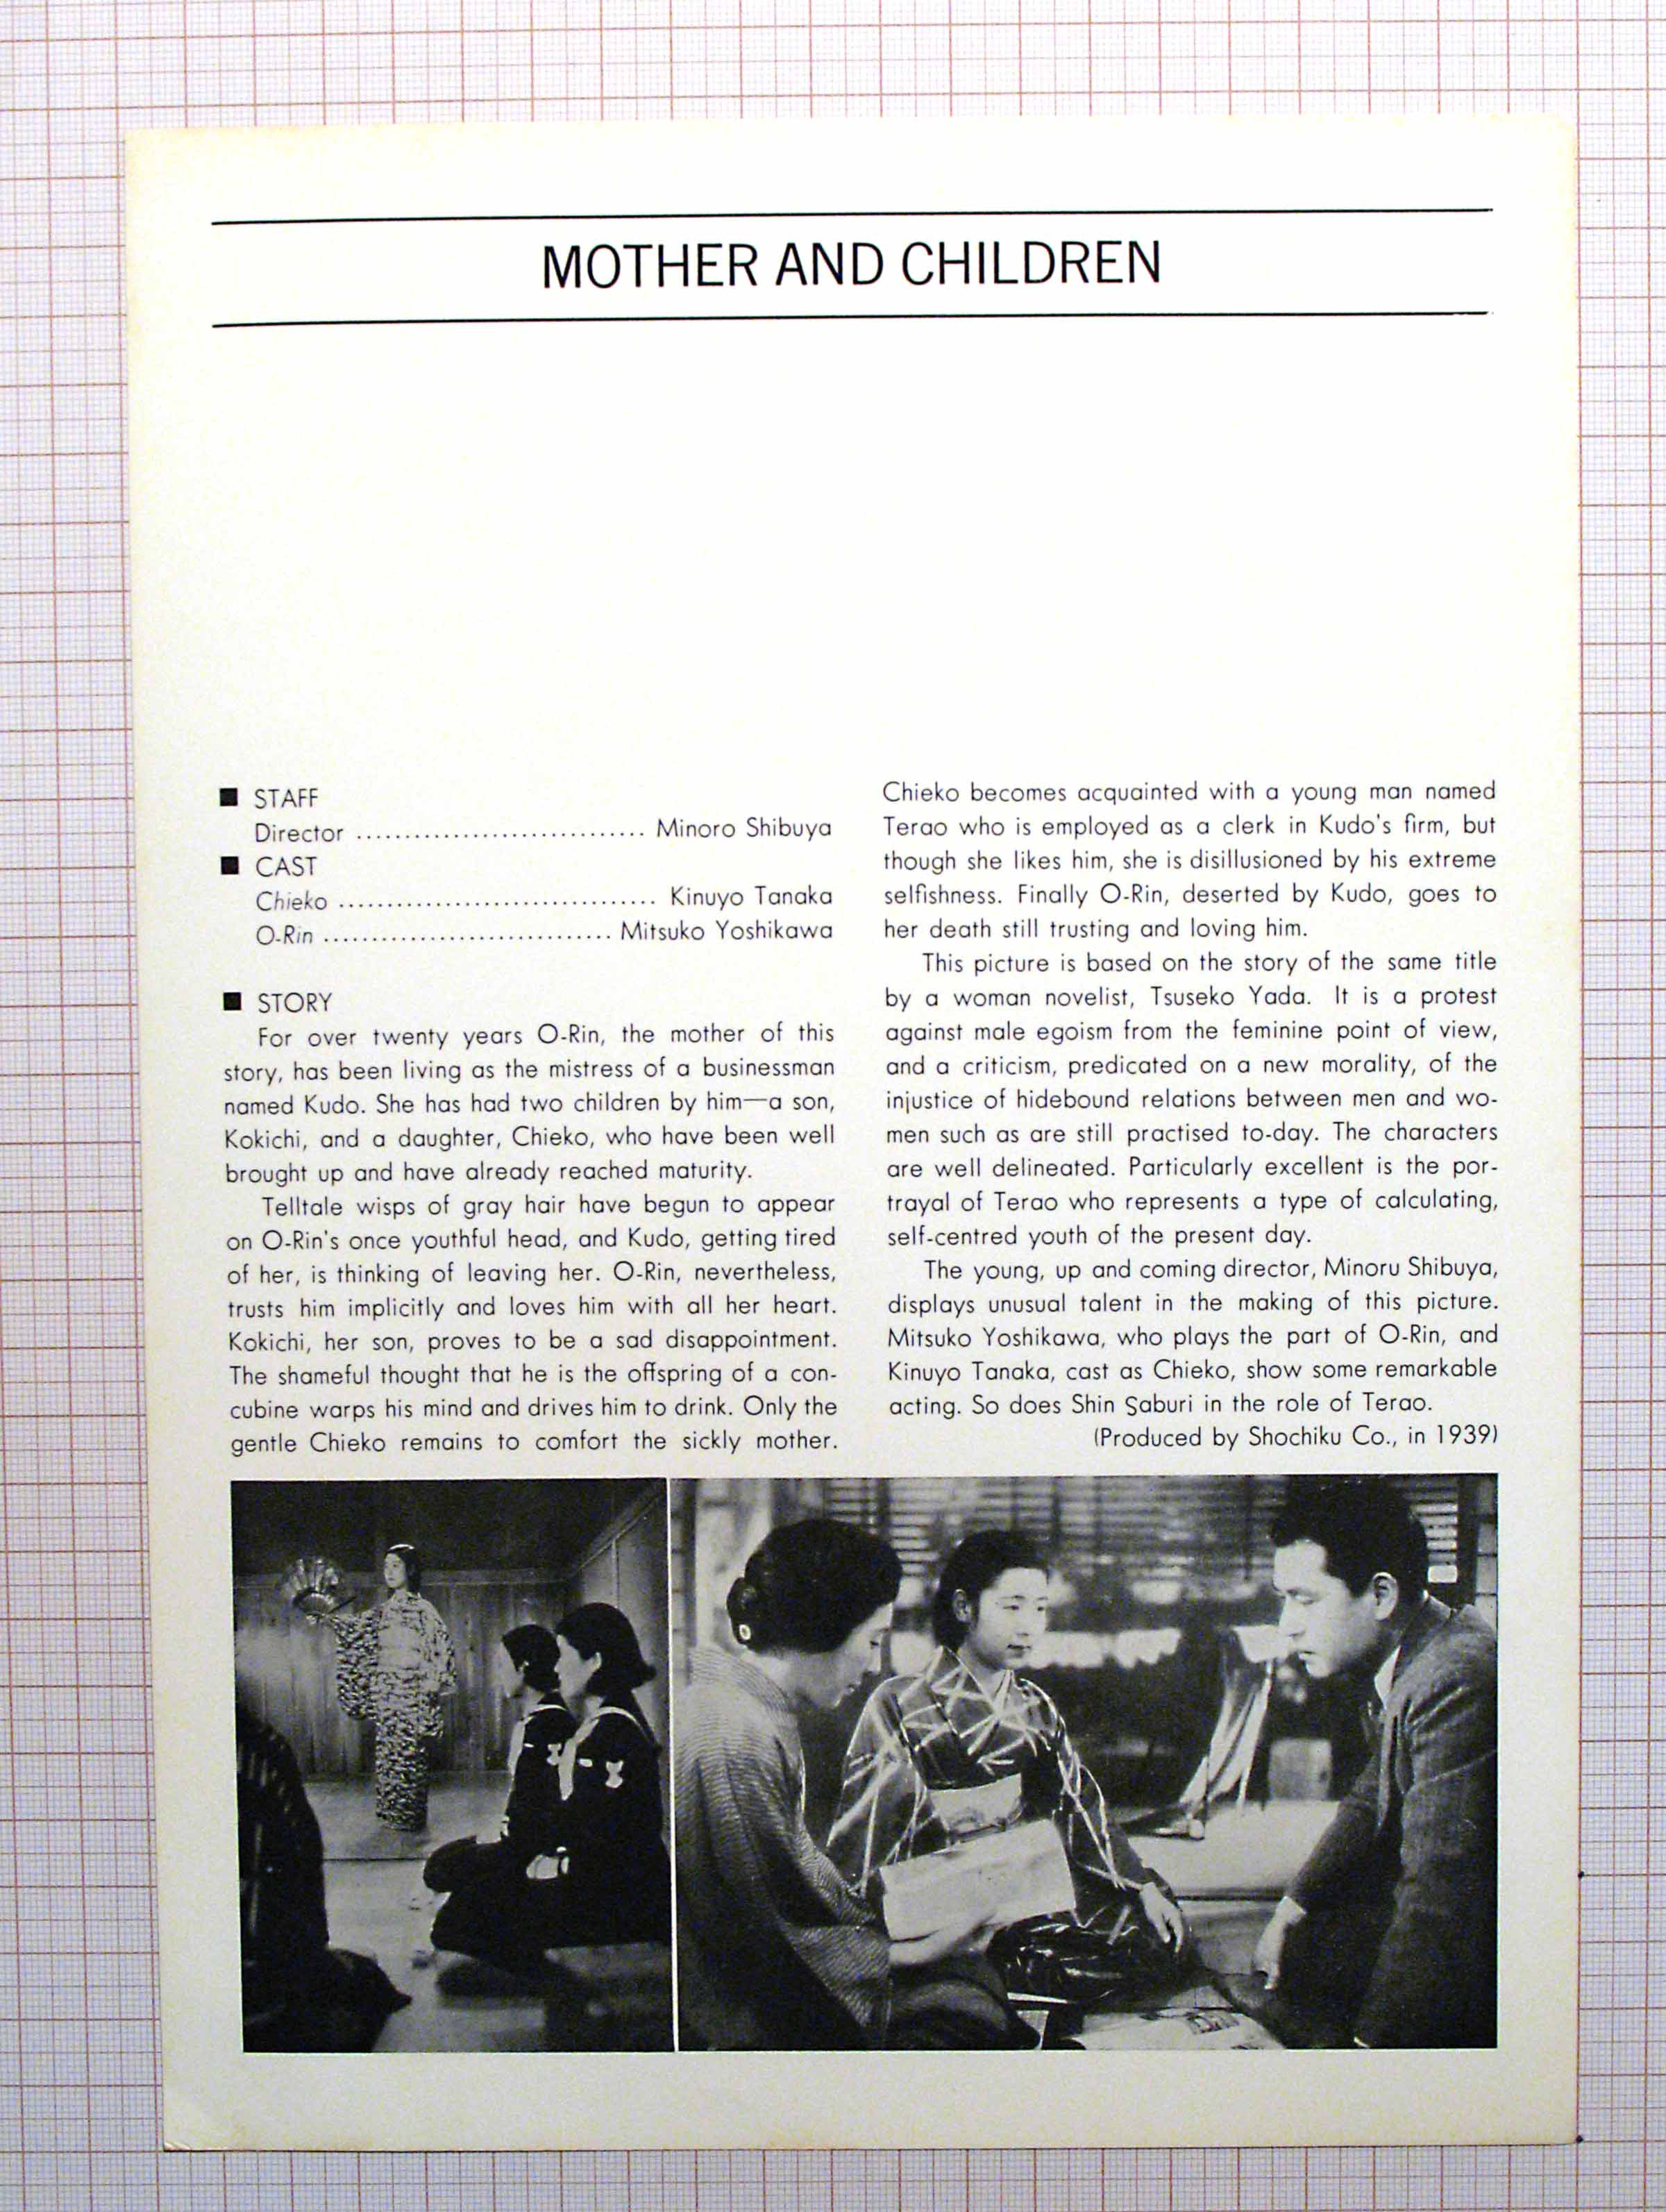 MOTHER AND CHILDREN
■ STAFF
Director .............................. Minoro Shibuya
■ CAST
Chieko ................................. Kinuyo Tanaka
O-Rin .............................. Mitsuko Yoshikawa
■ STORY
For over twenty years O-Rin, the mother of this
story, has been living as the mistress of a businessman
named Kudo. She has had two children by him—a son,
Kokichi, and a daughter, Chieko, who have been well
brought up and have already reached maturity.
Telltale wisps of gray hair have begun to appear
on O-Rin's once youthful head, and Kudo, getting tired
of her, is thinking of leaving her. O-Rin, nevertheless,
trusts him implicitly and loves him with all her heart.
Kokichi, her son, proves to be a sad disappointment.
The shameful thought that he is the offspring of a con-
cubine warps his mind and drives him to drink. Only the
gentle Chieko remains to comfort the sickly mother.
Chieko becomes acquainted with a young man named
Terao who is employed as a clerk in Kudo's firm, but
though she likes him, she is disillusioned by his extreme
selfishness. Finally O-Rin, deserted by Kudo, goes to
her death still trusting and loving him.
This picture is based on the story of the same title
by a woman novelist, Tsuseko Yada. It is a protest
against male egoism from the feminine point of view,
and a criticism, predicated on a new morality, of the
injustice of hidebound relations between men and wo-
men such as are still practised to-day. The characters
are well delineated. Particularly excellent is the por-
trayal of Terao who represents a type of calculating,
self-centred youth of the present day.
The young, up and coming director, Minoru Shibuya,
displays unusual talent in the making of this picture.
Mitsuko Yoshikawa, who plays the part of O-Rin, and
Kinuyo Tanaka, cast as Chieko, show some remarkable
acting. So does Shin Saburi in the role of Terao.
(Produced by Shochiku Co., in 1939)